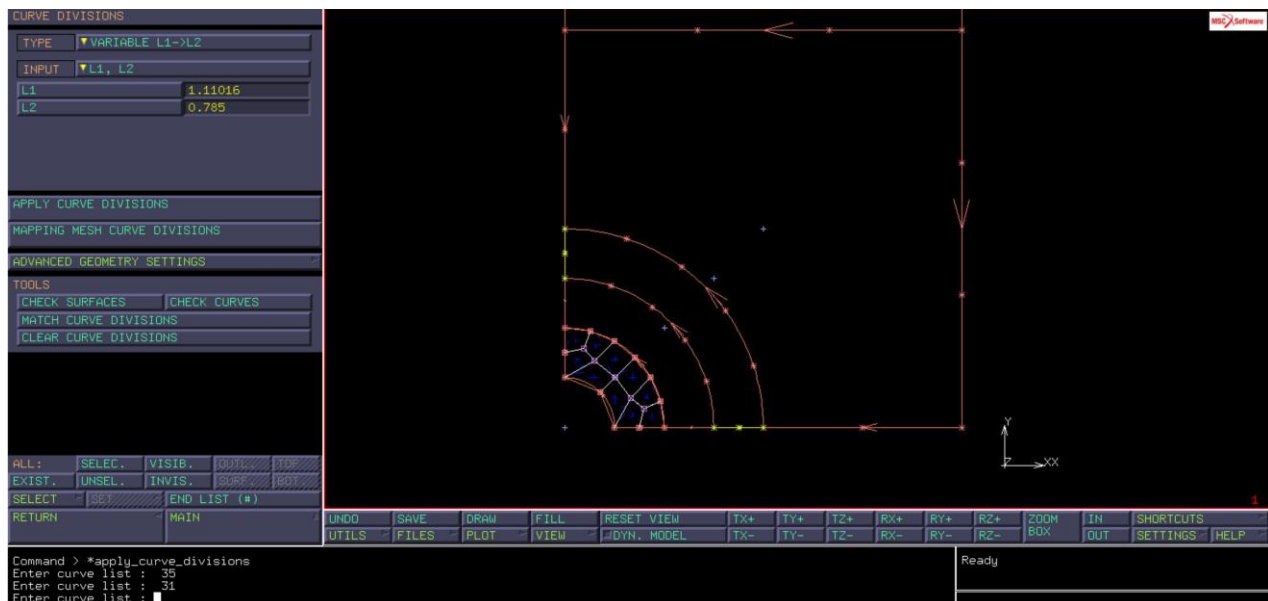 CURVE DIVISIONS
TYPE VARIABLE L1->L2
INPUT L1, L2
L1 1.11016
L2 0.785
APPLY CURVE DIVISIONS
MAPPING MESH CURVE DIVISIONS
ADVANCED GEOMETRY SETTINGS
TOOLS
CHECK SURFACES CHECK CURVES
MATCH CURVE DIVISIONS
CLEAR CURVE DIVISIONS
ALL: SELEC. VISIB. OUTL. TOP
EXIST. UNSEL. INVIS. SURF. BOT.
SELECT SET END LIST (#)
RETURN MAIN
MSC Software
Y
Z XX
1
UNDO SAVE DRAW FILL RESET VIEW TX+ TY+ TZ+ RX+ RY+ RZ+ ZOOM BOX IN SHORTCUTS
UTILS FILES PLOT VIEW DYN. MODEL TX- TY- TZ- RX- RY- RZ- OUT SETTINGS HELP
Command > *apply_curve_divisions
Enter curve list : 35
Enter curve list : 31
Enter curve list :
Ready